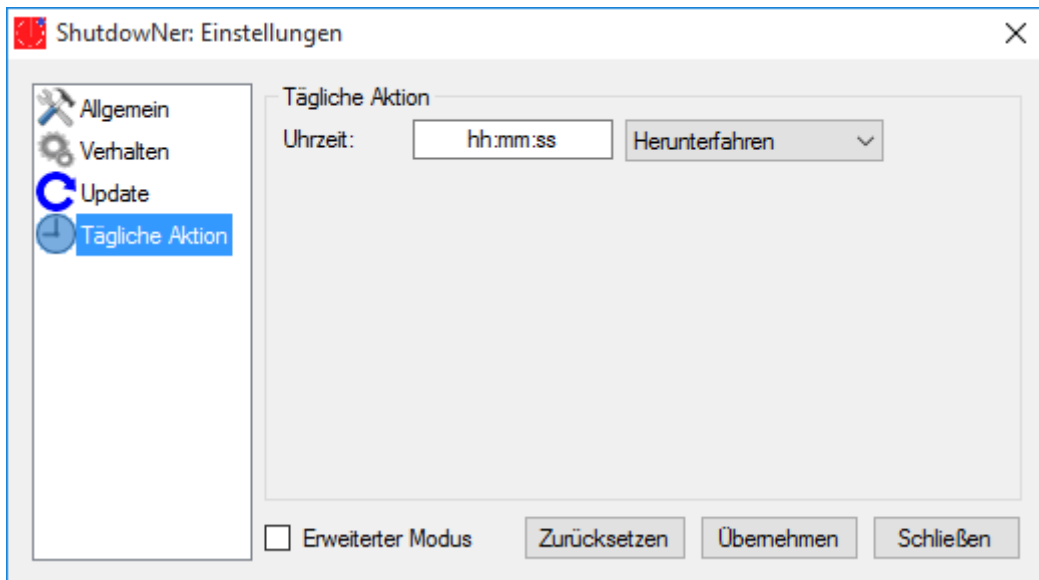 ShutdowNer: Einstellungen
Allgemein
Verhalten
Update
Tägliche Aktion
Tägliche Aktion
Uhrzeit: hh:mm:ss Herunterfahren
Erweiterter Modus Zurücksetzen Übernehmen Schließen